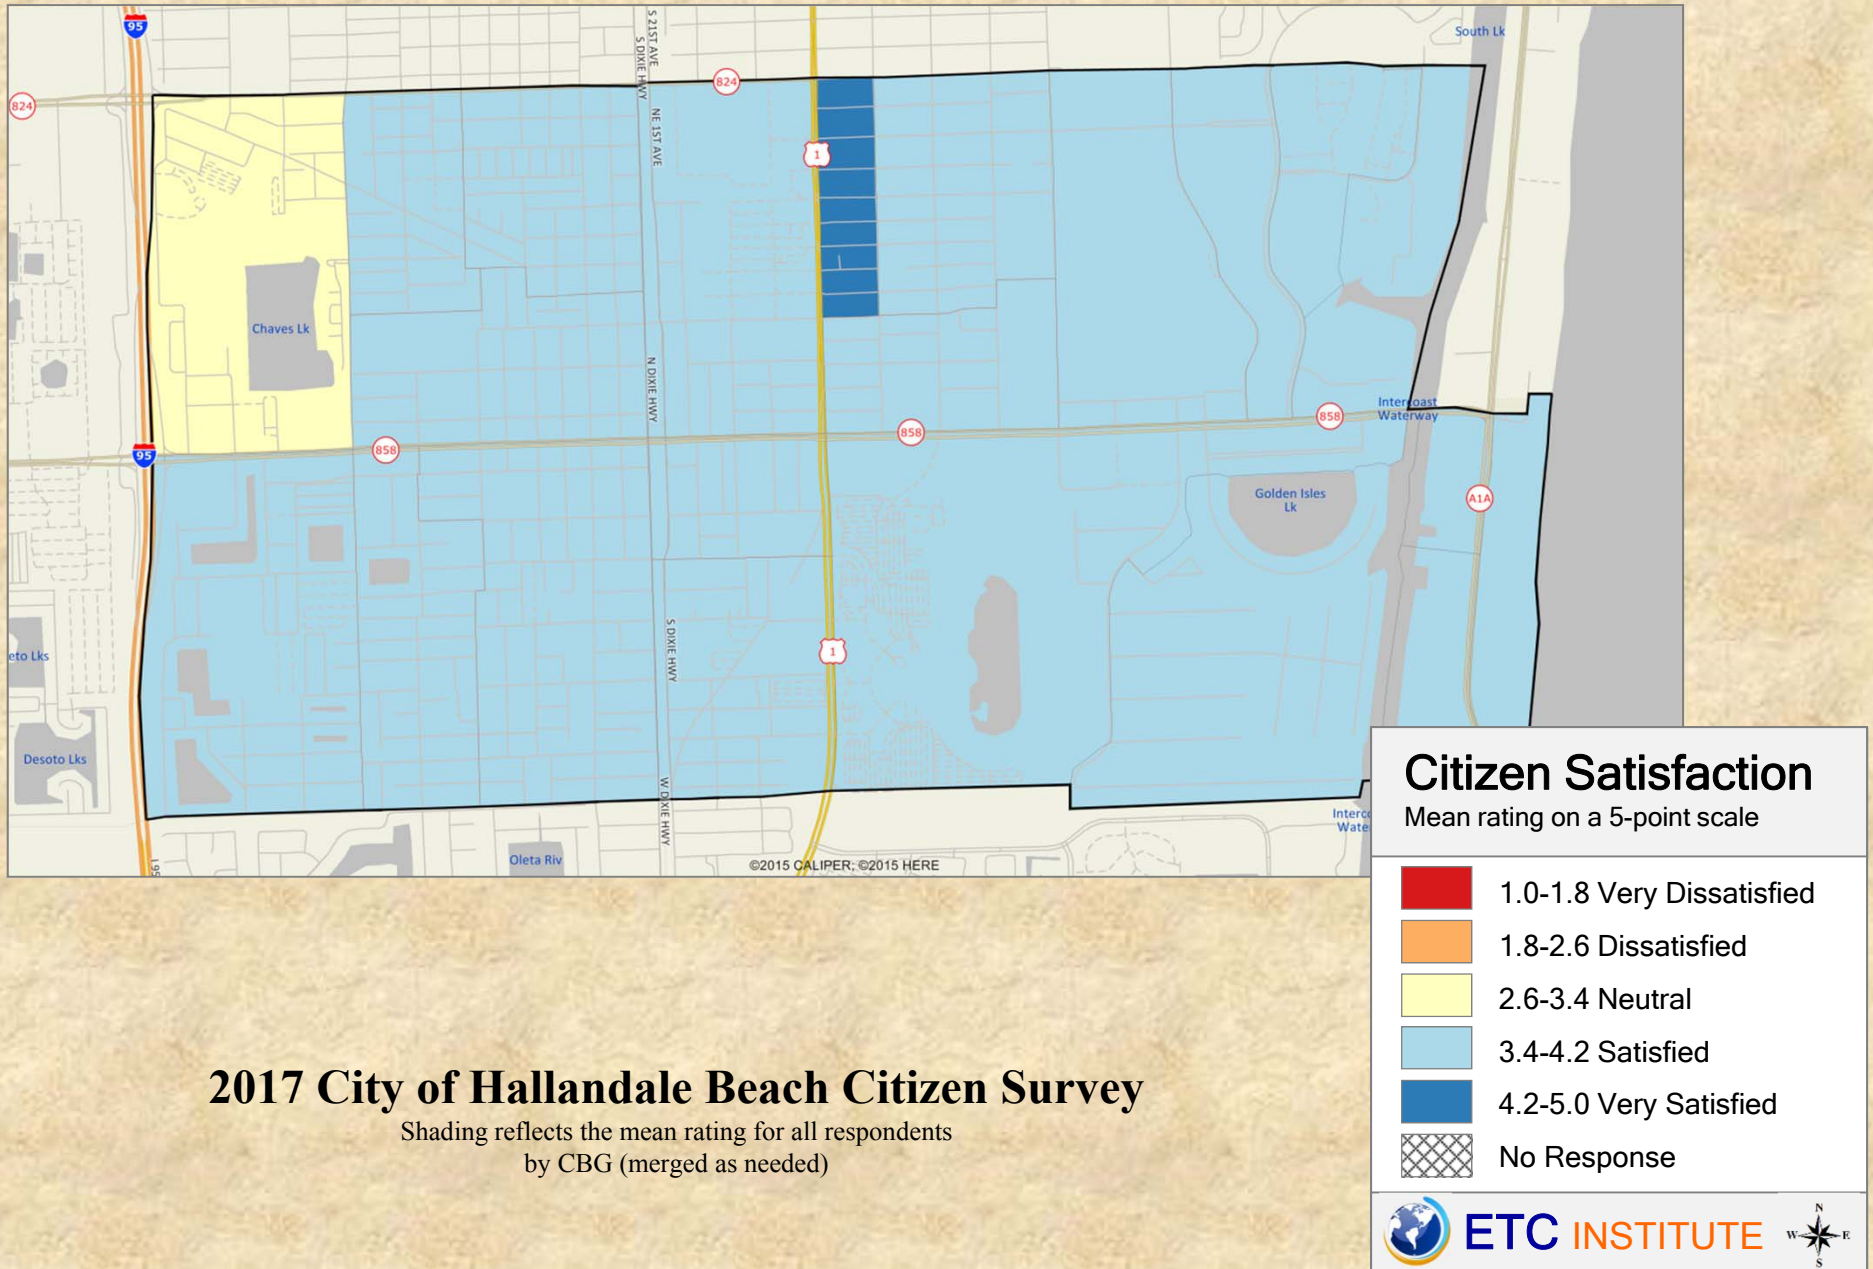 95
S 21ST AVE
S DIXIE HWY
South Lk
824
824
NE 1ST AVE
1
Chaves Lk
N DIXIE HWY
Intercoast
Waterway
858
858
858
95
Golden Isles
Lk
A1A
S DIXIE HWY
1
eto Lks
Desoto Lks
W DIXIE HWY
Interco
Wate
Oleta Riv
I 95
©2015 CALIPER; ©2015 HERE
Citizen Satisfaction
Mean rating on a 5-point scale
1.0-1.8 Very Dissatisfied
1.8-2.6 Dissatisfied
2.6-3.4 Neutral
3.4-4.2 Satisfied
4.2-5.0 Very Satisfied
No Response
2017 City of Hallandale Beach Citizen Survey
Shading reflects the mean rating for all respondents
by CBG (merged as needed)
ETC INSTITUTE
N
W E
S